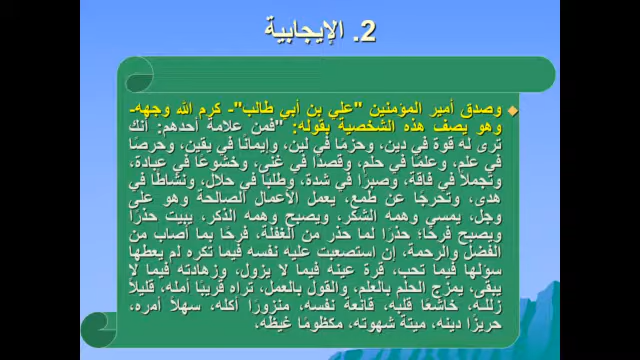 2. الإيجابية
وصدق أمير المؤمنين "علي بن أبي طالب"- كرم الله وجهه-
وهو يصف هذه الشخصية بقوله: "فمن علامة أحدهم: أنك
ترى له قوة في دين، وحزمًا في لين، وإيمانًا في يقين، وحرصًا
في علم، وعلمًا في حلم، وقصدًا في غنى، وخشوعًا في عبادة،
وتجملاً في فاقة، وصبرًا في شدة، وطلبًا في حلال، ونشاطًا في
هدى، وتحرجًا عن طمع، يعمل الأعمال الصالحة وهو على
وجل، يمسي وهمه الشكر، ويصبح وهمه الذكر، يبيت حذرًا
ويصبح فرحًا؛ حذرًا لما حذر من الغفلة، فرحًا بما أصاب من
الفضل والرحمة، إن استصعبت عليه نفسه فيما تكره لم يعطها
سؤلها فيما تحب، قرة عينه فيما لا يزول، وزهادته فيما لا
يبقى، يمزج الحلم بالعلم، والقول بالعمل، تراه قريبًا أمله، قليلاً
زلله، خاشعًا قلبه، قانعة نفسه، منزورًا أكله، سهلاً أمره،
حريزًا دينه، ميتة شهوته، مكظومًا غيظه،